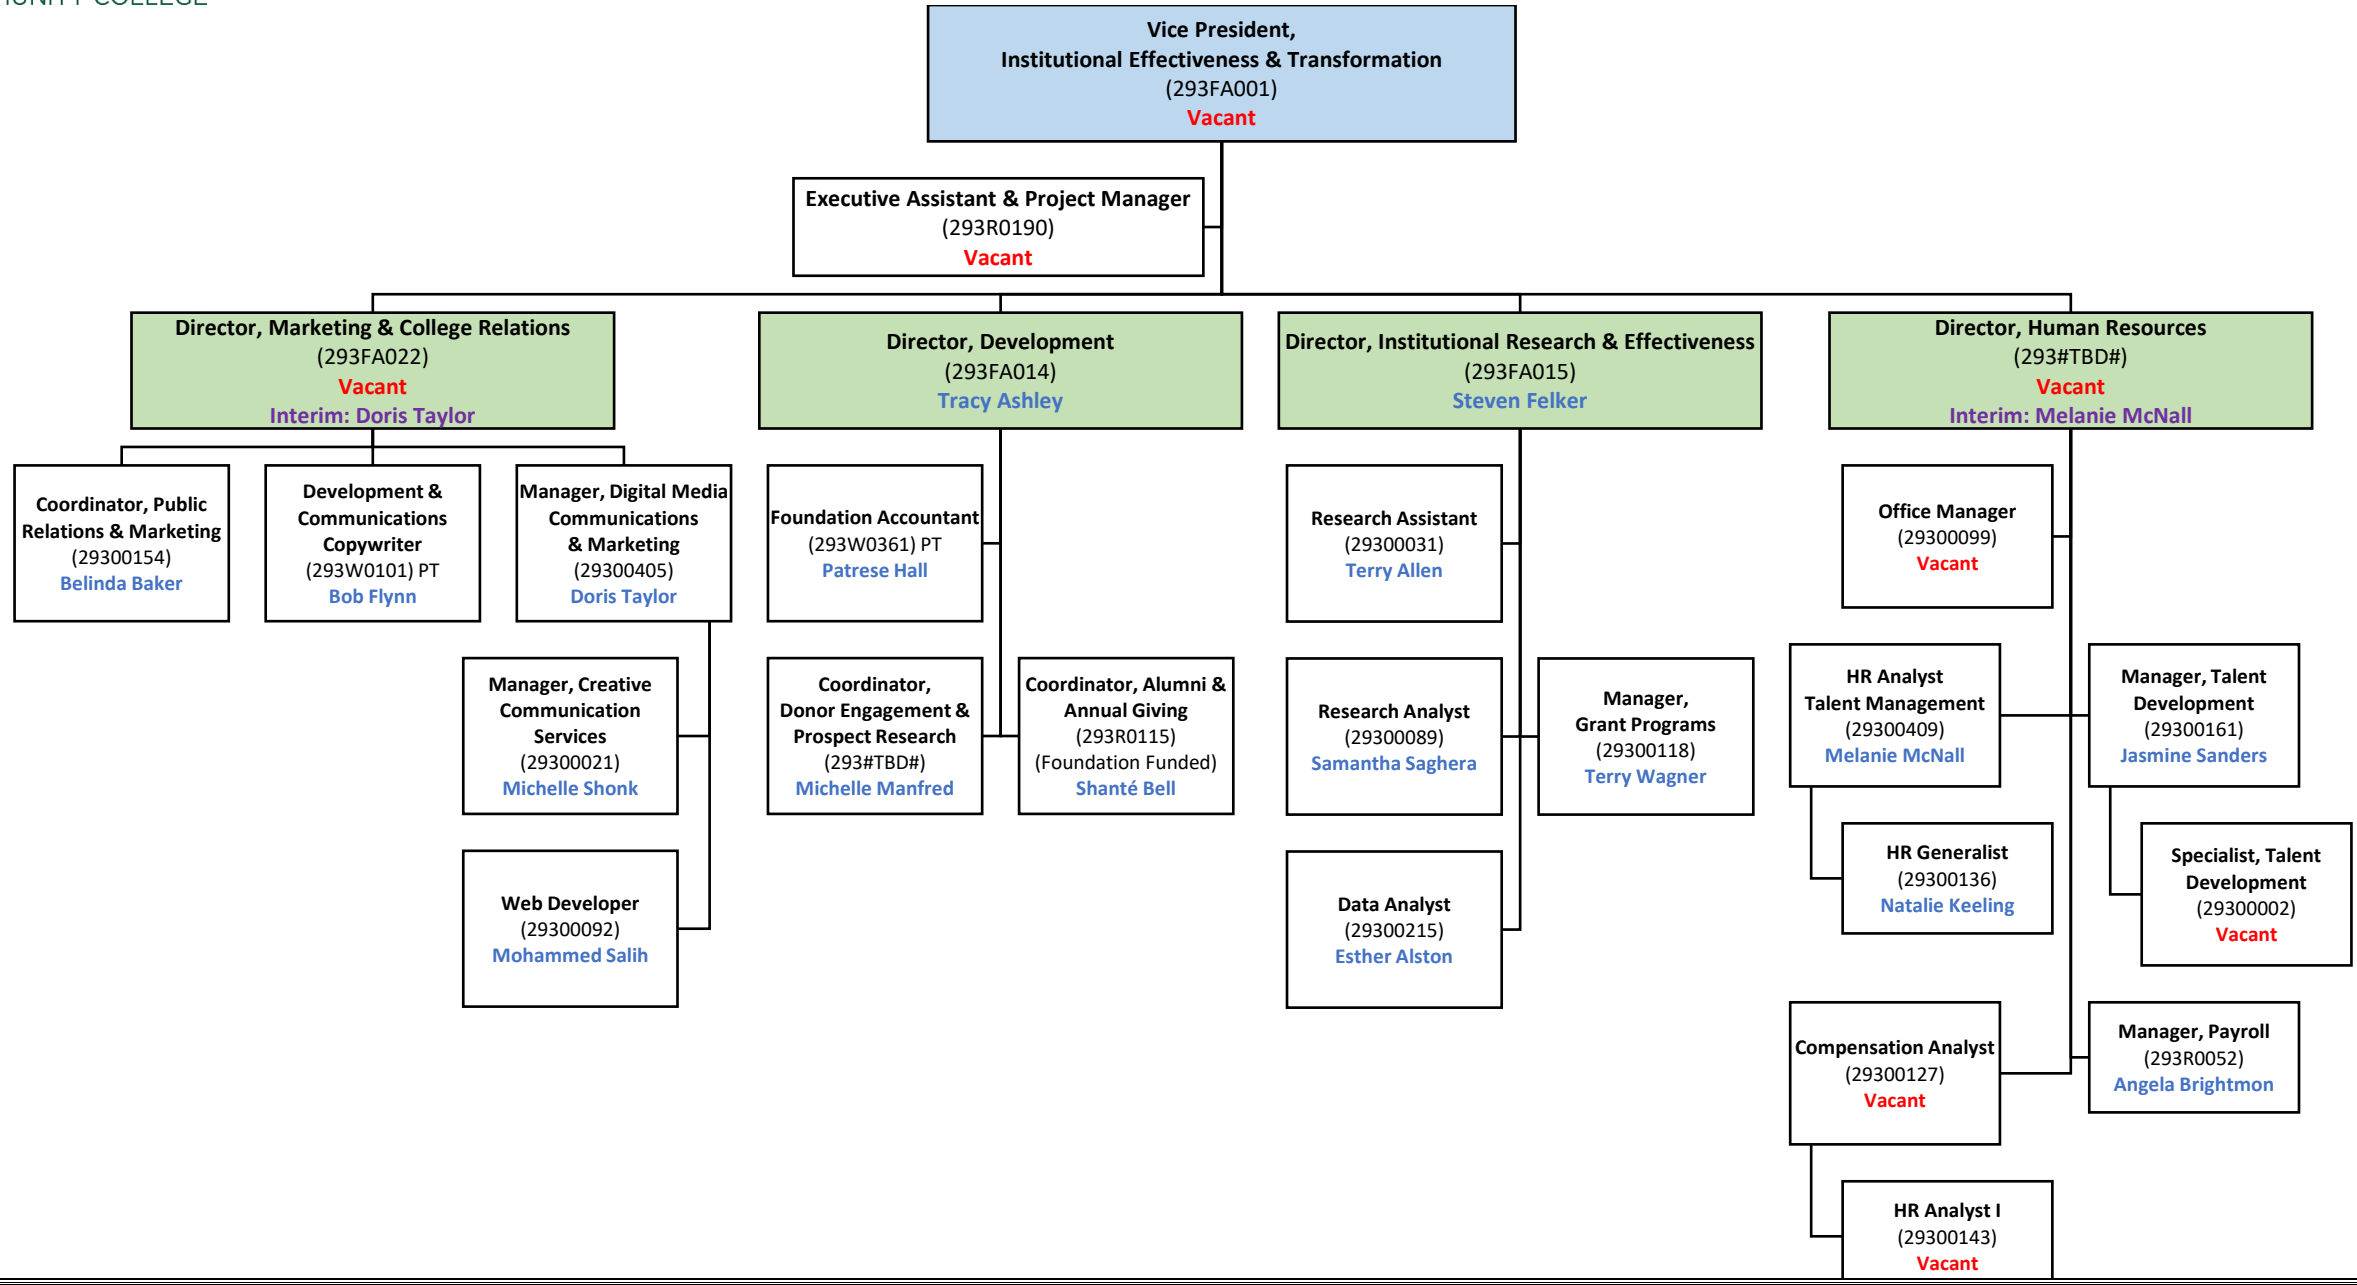 Vice President,
Institutional Effectiveness & Transformation
(293FA001)
Vacant
Executive Assistant & Project Manager
(293R0190)
Vacant
Director, Marketing & College Relations
(293FA022)
Vacant
Interim: Doris Taylor
Director, Development
(293FA014)
Tracy Ashley
Director, Institutional Research & Effectiveness
(293FA015)
Steven Felker
Director, Human Resources
(293#TBD#)
Vacant
Interim: Melanie McNall
Coordinator, Public
Relations & Marketing
(29300154)
Belinda Baker
Development &
Communications
Copywriter
(293W0101) PT
Bob Flynn
Manager, Digital Media
Communications
& Marketing
(29300405)
Doris Taylor
Foundation Accountant
(293W0361) PT
Patrese Hall
Research Assistant
(29300031)
Terry Allen
Office Manager
(29300099)
Vacant
Manager, Creative
Communication
Services
(29300021)
Michelle Shonk
Coordinator,
Donor Engagement &
Prospect Research
(293#TBD#)
Michelle Manfred
Coordinator, Alumni &
Annual Giving
(293R0115)
(Foundation Funded)
Shanté Bell
Research Analyst
(29300089)
Samantha Saghera
Manager,
Grant Programs
(29300118)
Terry Wagner
HR Analyst
Talent Management
(29300409)
Melanie McNall
Manager, Talent
Development
(29300161)
Jasmine Sanders
Web Developer
(29300092)
Mohammed Salih
Data Analyst
(29300215)
Esther Alston
HR Generalist
(29300136)
Natalie Keeling
Specialist, Talent
Development
(29300002)
Vacant
Compensation Analyst
(29300127)
Vacant
Manager, Payroll
(293R0052)
Angela Brightmon
HR Analyst I
(29300143)
Vacant